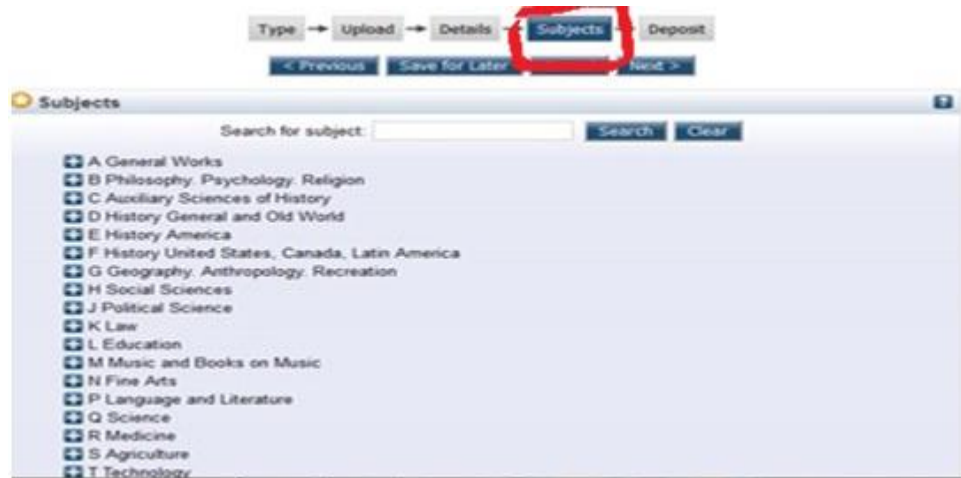 Type → Upload → Details → Subjects → Deposit
< Previous Save for Later Next >
Subjects
Search for subject: Search Clear
A General Works
B Philosophy. Psychology. Religion
C Auxiliary Sciences of History
D History General and Old World
E History America
F History United States, Canada, Latin America
G Geography. Anthropology. Recreation
H Social Sciences
J Political Science
K Law
L Education
M Music and Books on Music
N Fine Arts
P Language and Literature
Q Science
R Medicine
S Agriculture
T Technology